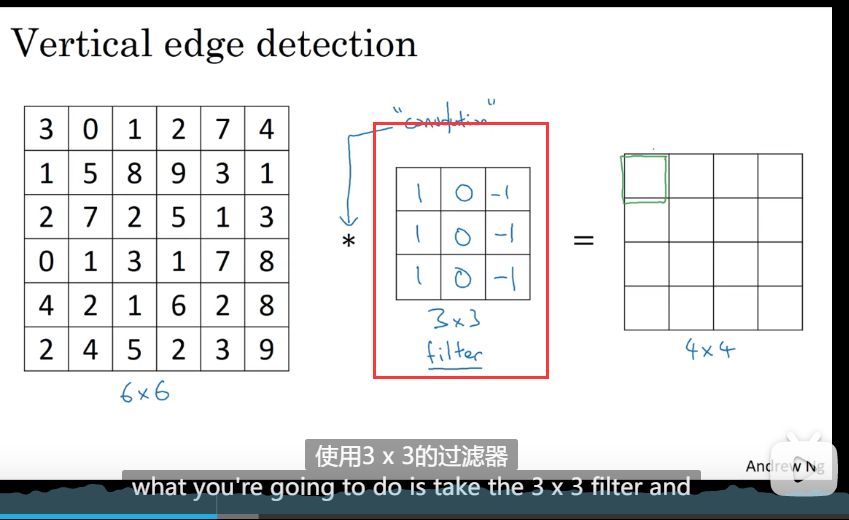 Vertical edge detection
"convolution"
3 0 1 2 7 4
1 5 8 9 3 1
2 7 2 5 1 3
0 1 3 1 7 8
4 2 1 6 2 8
2 4 5 2 3 9
6×6
*
1 0 -1
1 0 -1
1 0 -1
3×3
filter
=
4×4
Andrew Ng
使用3 x 3的过滤器
what you're going to do is take the 3 x 3 filter and